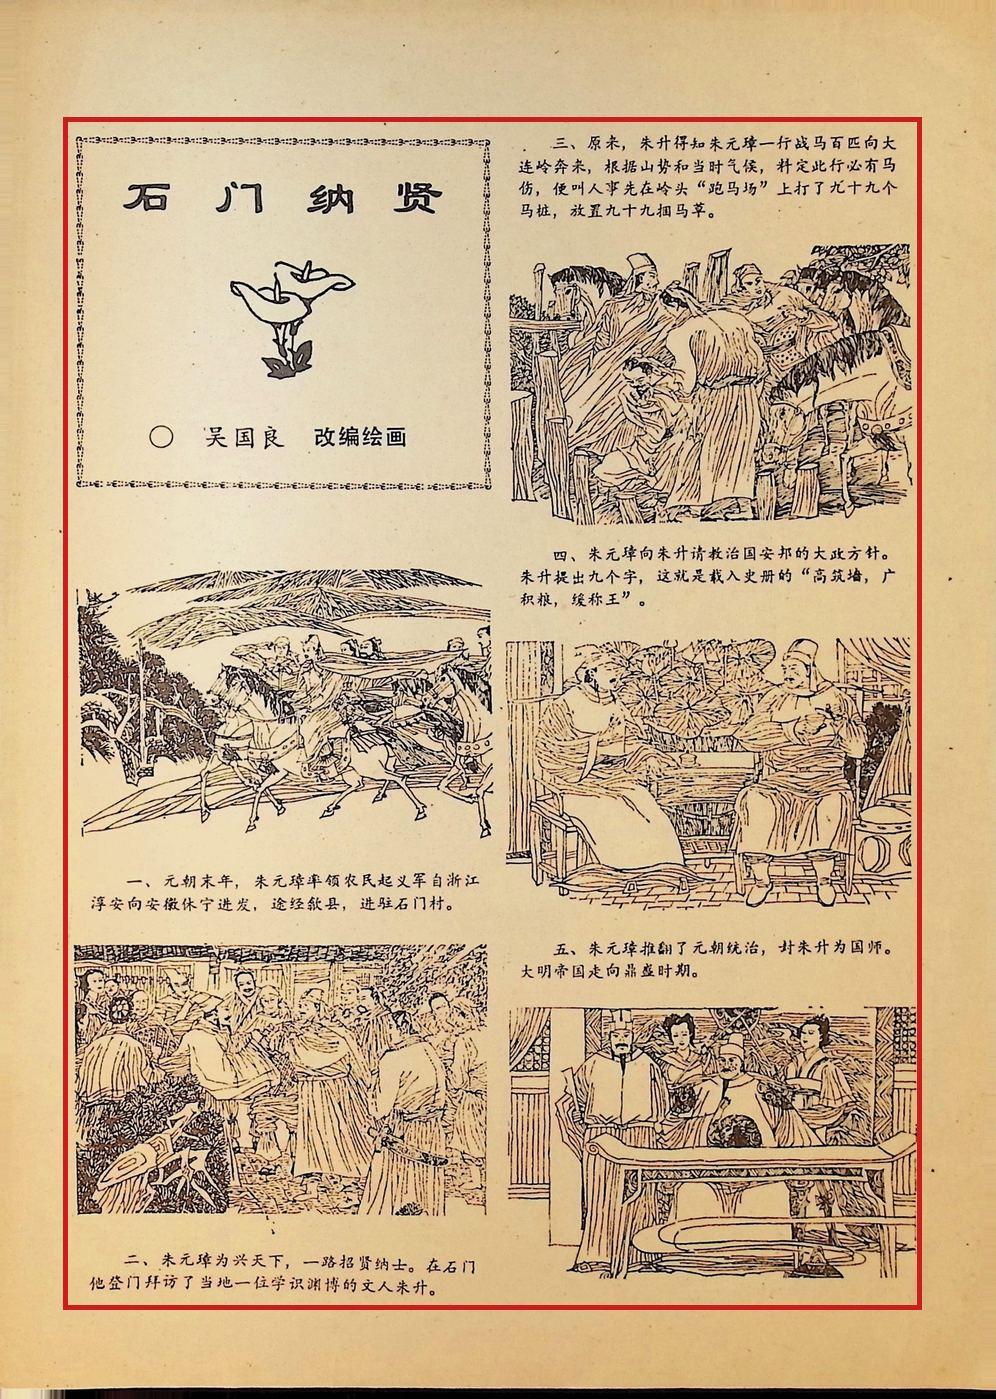 石门纳贤
○ 吴国良 改编绘画
一、元朝末年，朱元璋率领农民起义军自浙江
淳安向安徽休宁进发，途经歙县，进驻石门村。
二、朱元璋为兴天下，一路招贤纳士。在石门
他登门拜访了当地一位学识渊博的文人朱升。
三、原来，朱升得知朱元璋一行战马百匹向大
连岭奔来，根据山势和当时气候，料定此行必有马
伤，便叫人事先在岭头“跑马场”上打了九十九个
马桩，放置九十九捆马草。
四、朱元璋向朱升请教治国安邦的大政方针。
朱升提出九个字，这就是载入史册的“高筑墙，广
积粮，缓称王”。
五、朱元璋推翻了元朝统治，封朱升为国师。
大明帝国走向鼎盛时期。